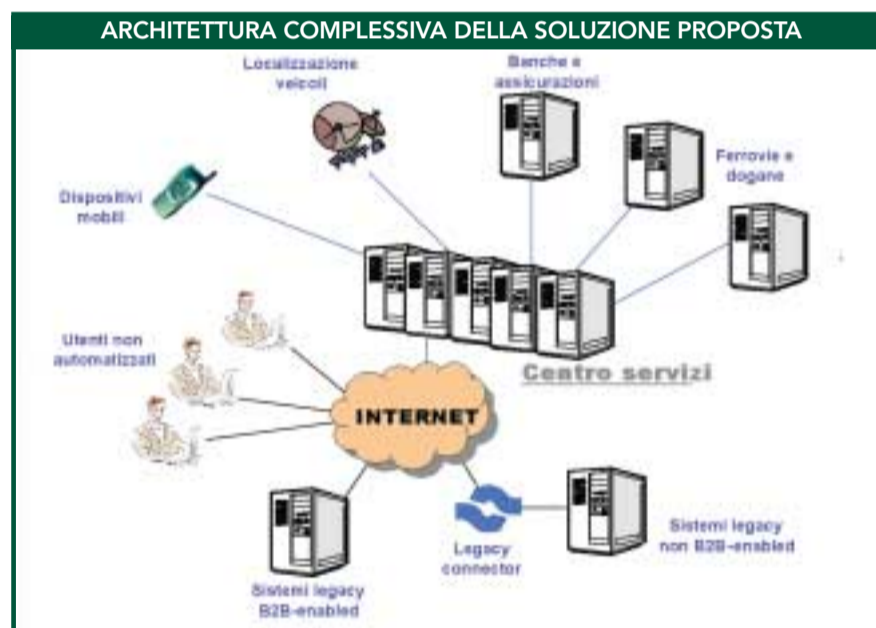 ARCHITETTURA COMPLESSIVA DELLA SOLUZIONE PROPOSTA
Localizzazione
veicoli
Banche e
assicurazioni
Ferrovie e
dogane
Dispositivi
mobili
Utenti non
automatizzati
Centro servizi
INTERNET
Legacy
connector
Sistemi legacy
non B2B-enabled
Sistemi legacy
B2B-enabled